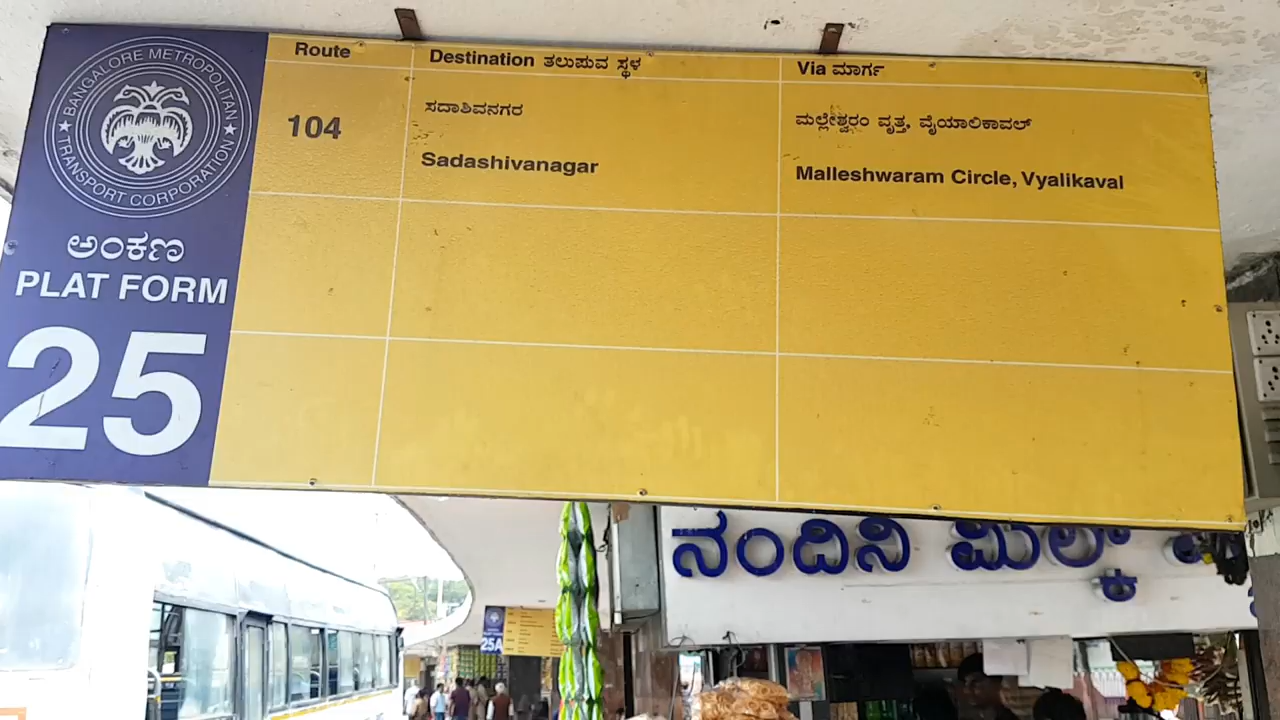 BANGALORE METROPOLITAN
TRANSPORT CORPORATION
ಅಂಕಣ
PLAT FORM
25
Route Destination ತಲುಪುವ ಸ್ಥಳ Via ಮಾರ್ಗ
104
ಸದಾಶಿವನಗರ
Sadashivanagar
ಮಲ್ಲೇಶ್ವರಂ ವೃತ್ತ, ವೈಯಾಲಿಕಾವಲ್
Malleshwaram Circle, Vyalikaval
ನಂದಿನಿ ಮಿಲ್ಕ್
25A